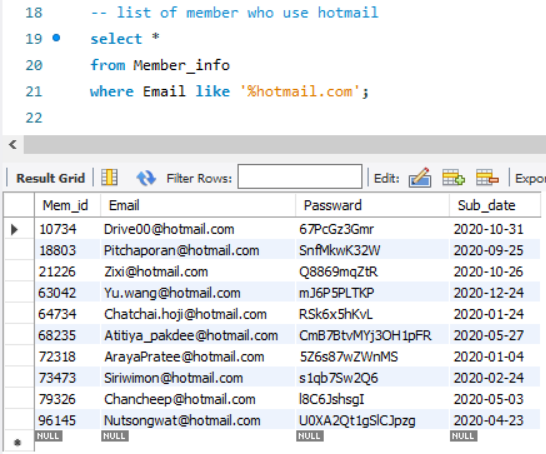 18 -- list of member who use hotmail
19 select *
20 from Member_info
21 where Email like '%hotmail.com';
22
Result Grid Filter Rows: Edit: Expor
Mem_id Email Passward Sub_date
10734 Drive00@hotmail.com 67PcGz3Gmr 2020-10-31
18803 Pitchaporan@hotmail.com SnfMkwK32W 2020-09-25
21226 Zixi@hotmail.com Q8869mqZtR 2020-10-26
63042 Yu.wang@hotmail.com mJ6P5PLTKP 2020-12-24
64734 Chatchai.hoji@hotmail.com RSk6x5hKvL 2020-01-24
68235 Atitiya_pakdee@hotmail.com CmB7BtvMYj3OH1pFR 2020-05-27
72318 ArayaPratee@hotmail.com 5Z6s87wZWnMS 2020-01-04
73473 Siriwimon@hotmail.com s1qb7Sw2Q6 2020-02-24
79326 Chancheep@hotmail.com l8C6JshsgI 2020-05-03
96145 Nutsongwat@hotmail.com U0XA2Qt1gSlCJpzg 2020-04-23
NULL NULL NULL NULL